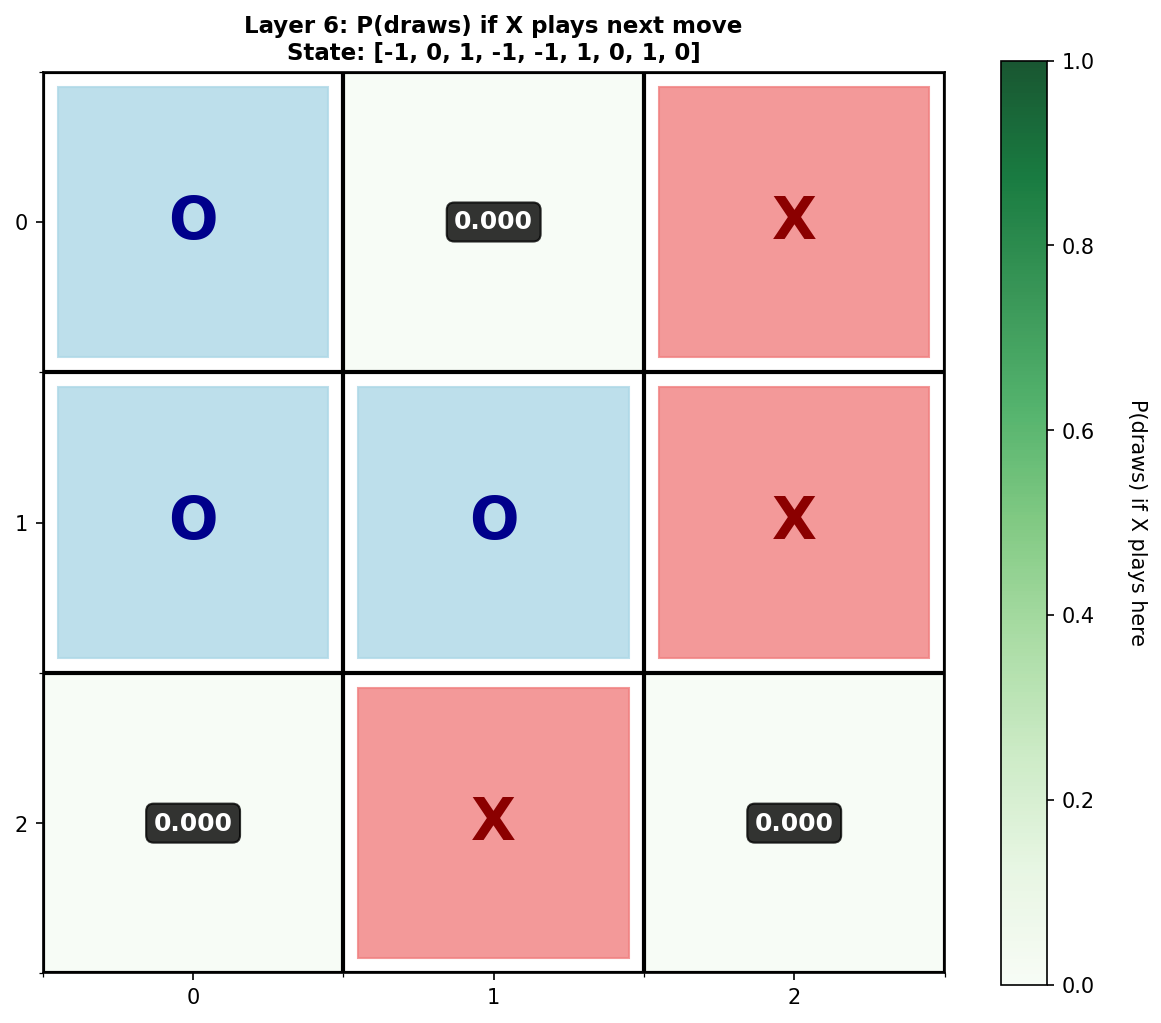 Layer 6: P(draws) if X plays next move
State: [-1, 0, 1, -1, -1, 1, 0, 1, 0]
1.0
0 O 0.000 X
0.8
0.6
1 O O X
P(draws) if X plays here
0.4
0.2
2 0.000 X 0.000
0.0
0 1 2